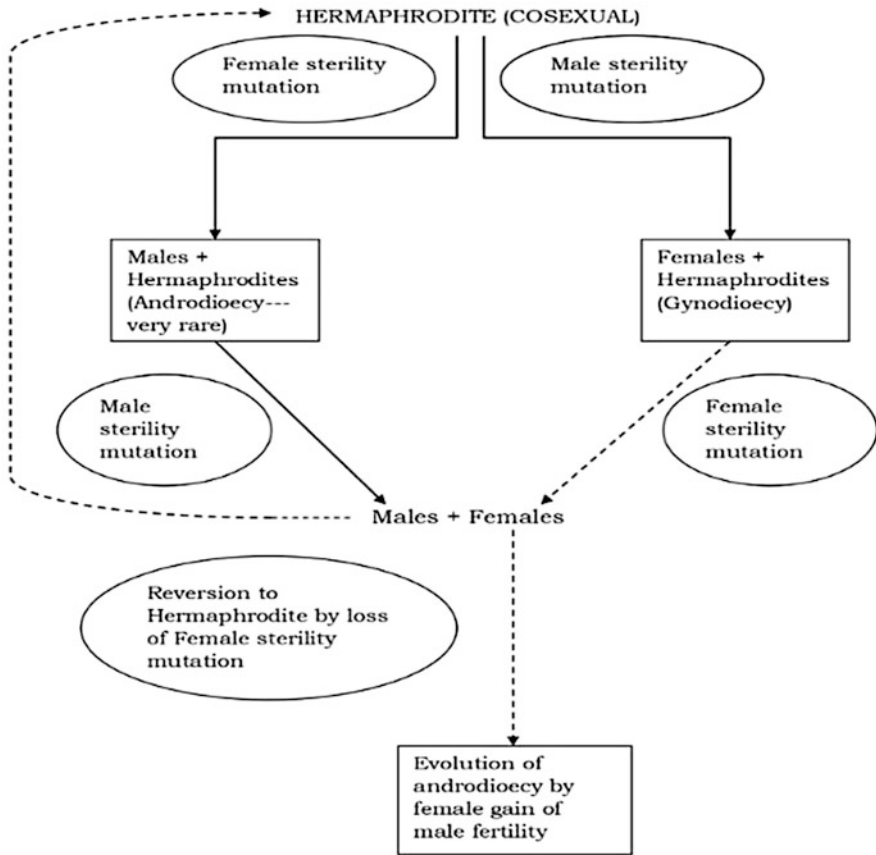 HERMAPHRODITE (COSEXUAL)
Female sterility
mutation
Male sterility
mutation
Males +
Hermaphrodites
(Androdioecy---
very rare)
Females +
Hermaphrodites
(Gynodioecy)
Male
sterility
mutation
Female
sterility
mutation
Males + Females
Reversion to
Hermaphrodite by loss
of Female sterility
mutation
Evolution of
androdioecy by
female gain of
male fertility